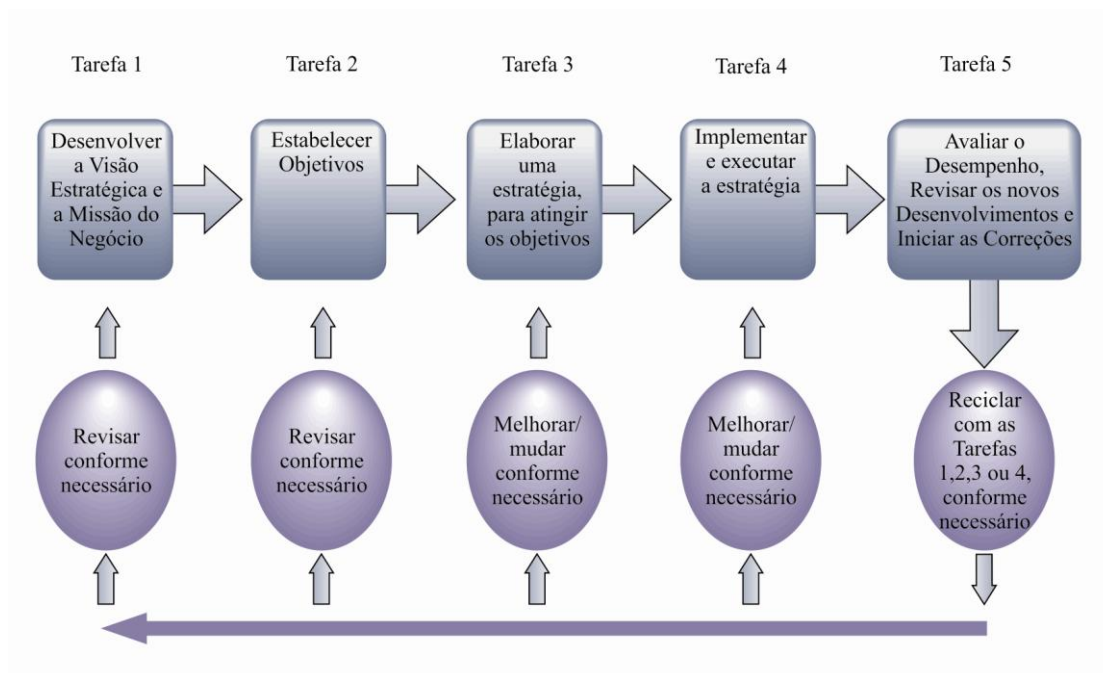 Tarefa 1
Tarefa 2
Tarefa 3
Tarefa 4
Tarefa 5
Desenvolver
a Visão
Estratégica e
a Missão do
Negócio
Estabelecer
Objetivos
Elaborar
uma
estratégia,
para atingir
os objetivos
Implementar
e executar
a estratégia
Avaliar o
Desempenho,
Revisar os novos
Desenvolvimentos e
Iniciar as Correções
Revisar
conforme
necessário
Revisar
conforme
necessário
Melhorar/
mudar
conforme
necessário
Melhorar/
mudar
conforme
necessário
Reciclar
com as
Tarefas
1,2,3 ou 4,
conforme
necessário